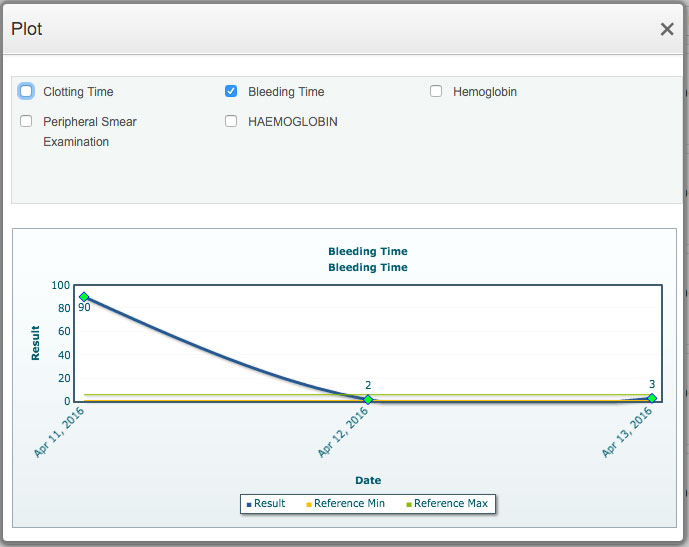 Plot
Clotting Time
Bleeding Time
Hemoglobin
Peripheral Smear
Examination
HAEMOGLOBIN
Bleeding Time
Bleeding Time
Result
100
80
60
40
20
0
90
2
3
Apr 11, 2016
Apr 12, 2016
Apr 13, 2016
Date
Result
Reference Min
Reference Max